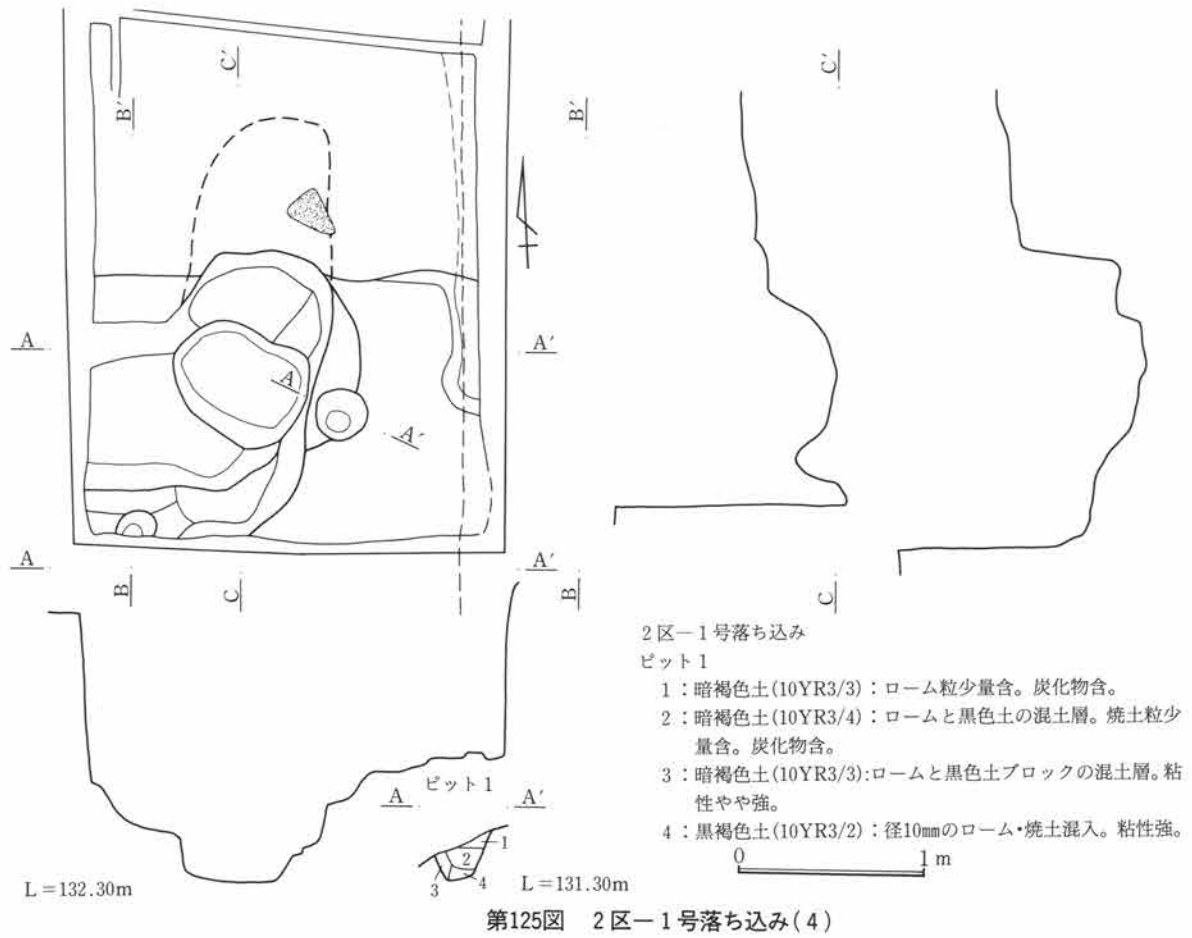 C′
C′
B′
B′
A
A′
A
A′
A
A′
B
C
B
C
2区―1号落ち込み
ピット1
1：暗褐色土(10YR3/3)：ローム粒少量含。炭化物含。
2：暗褐色土(10YR3/4)：ロームと黒色土の混土層。焼土粒少
量含。炭化物含。
3：暗褐色土(10YR3/3):ロームと黒色土ブロックの混土層。粘
性やや強。
4：黒褐色土(10YR3/2)：径10㎜のローム・焼土混入。粘性強。
ピット1
A
A′
1
2
3
4
0
1 m
L＝132.30m
L＝131.30m
第125図　2区―1号落ち込み(4)